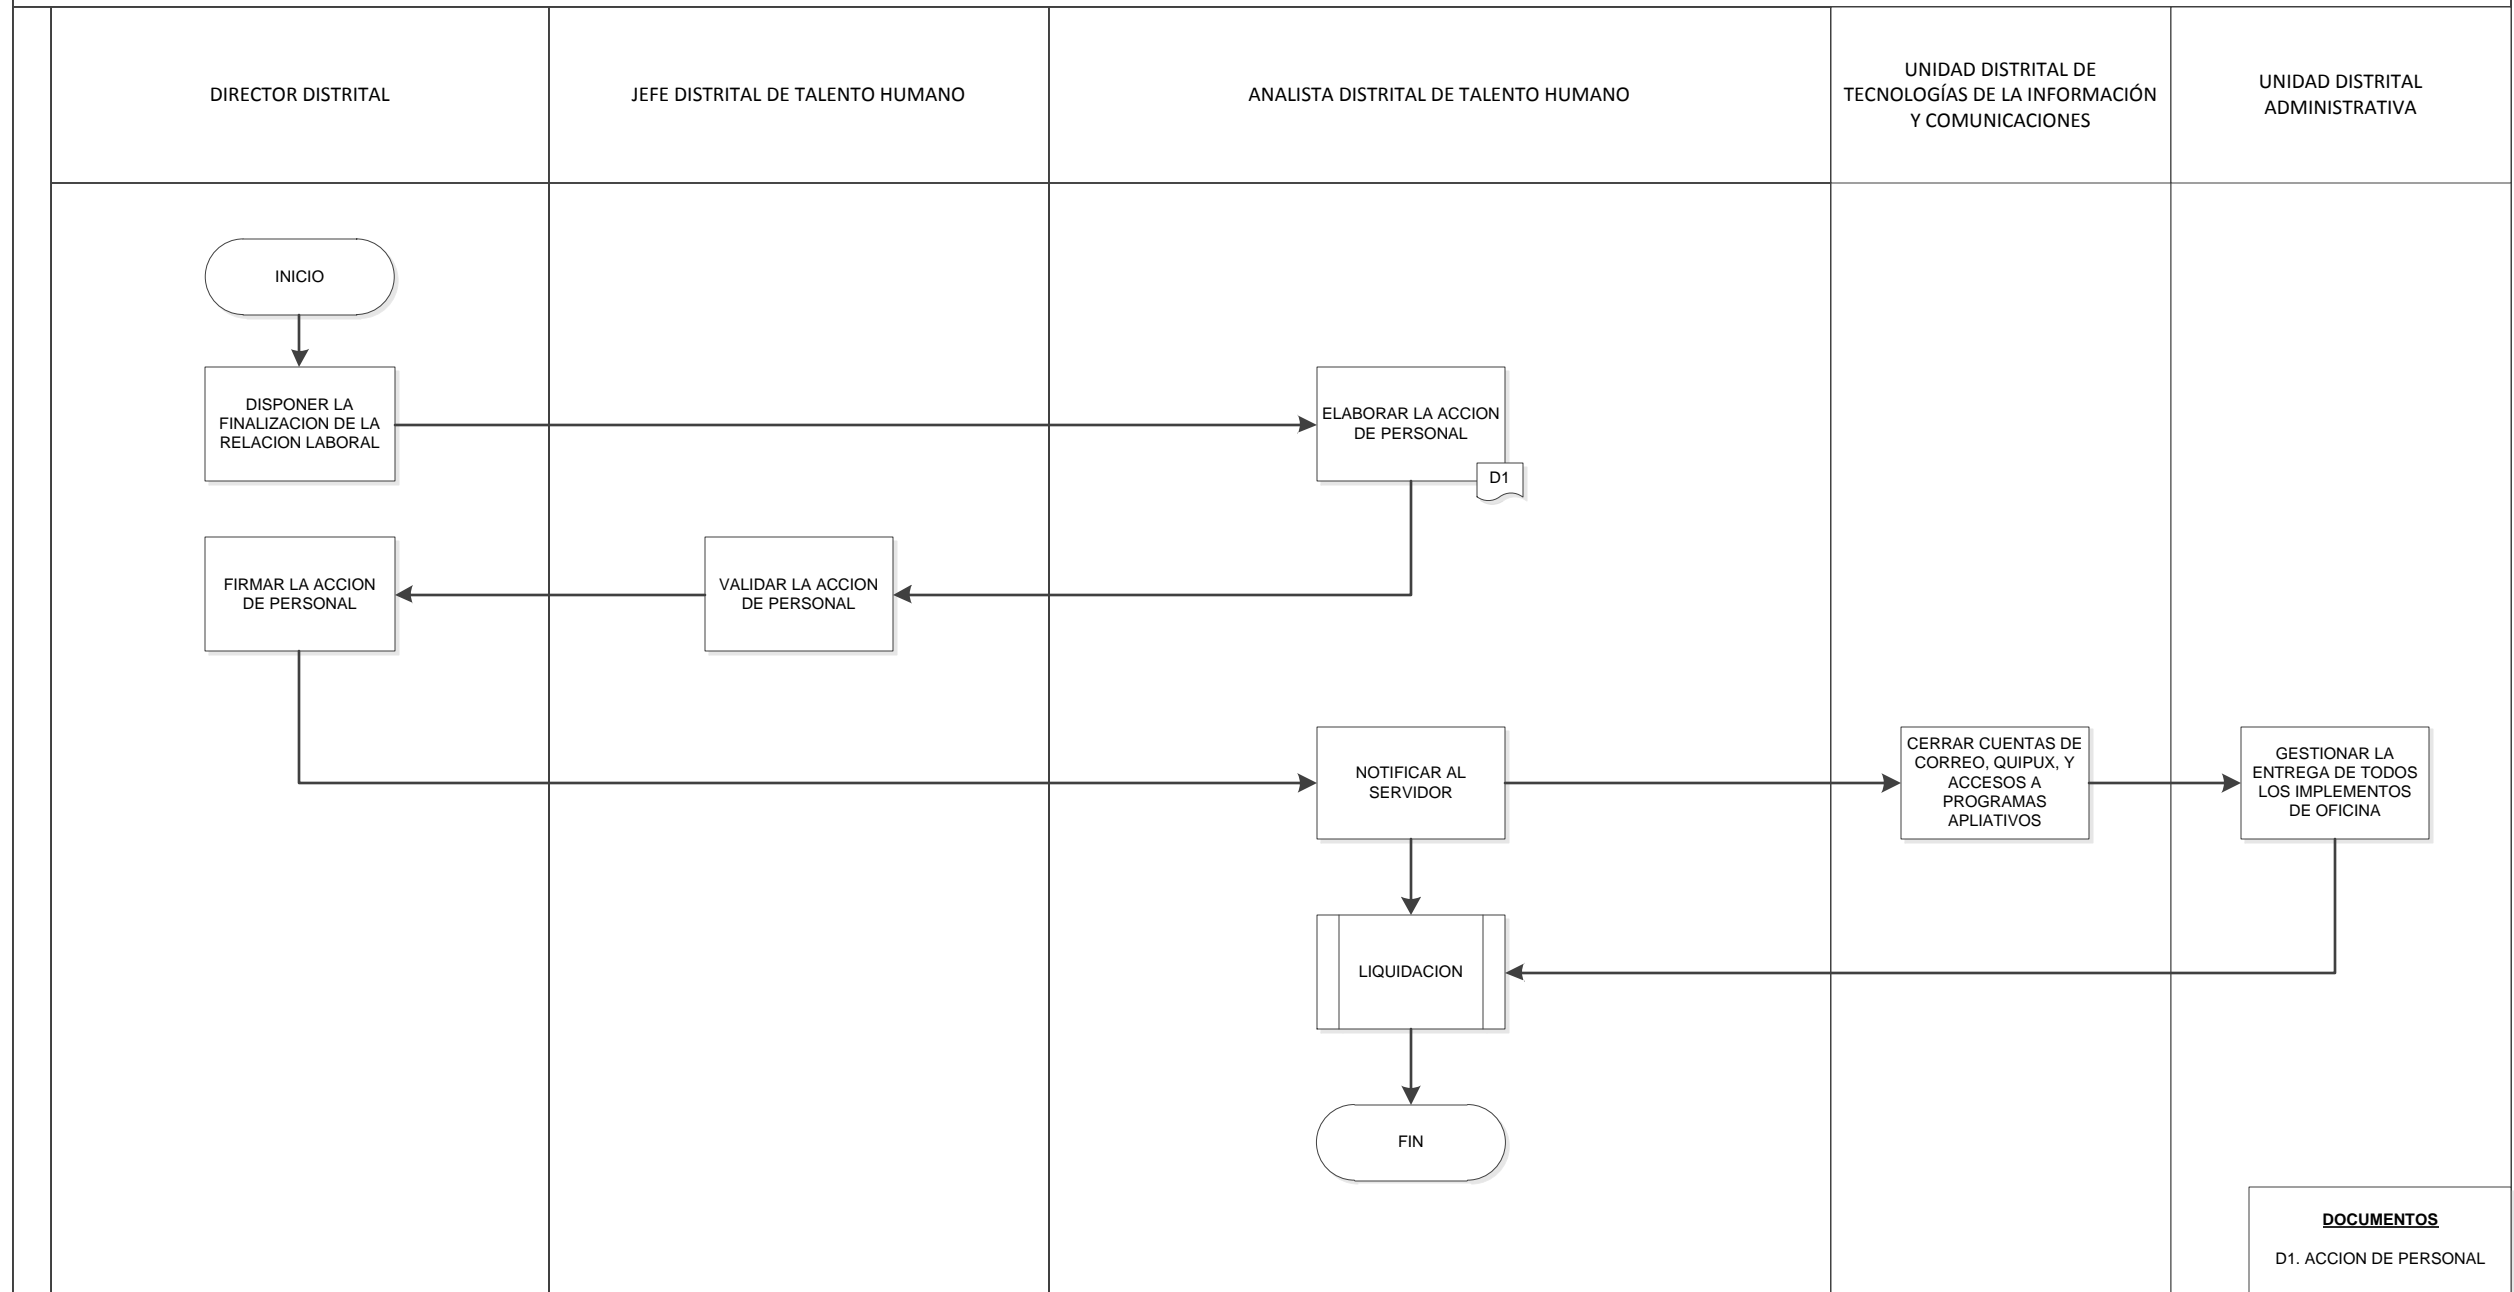 DIRECTOR DISTRITAL
JEFE DISTRITAL DE TALENTO HUMANO
ANALISTA DISTRITAL DE TALENTO HUMANO
UNIDAD DISTRITAL DE
TECNOLOGÍAS DE LA INFORMACIÓN
Y COMUNICACIONES
UNIDAD DISTRITAL
ADMINISTRATIVA
INICIO
DISPONER LA
FINALIZACION DE LA
RELACION LABORAL
ELABORAR LA ACCION
DE PERSONAL
D1
FIRMAR LA ACCION
DE PERSONAL
VALIDAR LA ACCION
DE PERSONAL
NOTIFICAR AL
SERVIDOR
CERRAR CUENTAS DE
CORREO, QUIPUX, Y
ACCESOS A
PROGRAMAS
APLIATIVOS
GESTIONAR LA
ENTREGA DE TODOS
LOS IMPLEMENTOS
DE OFICINA
LIQUIDACION
FIN
DOCUMENTOS
D1. ACCION DE PERSONAL